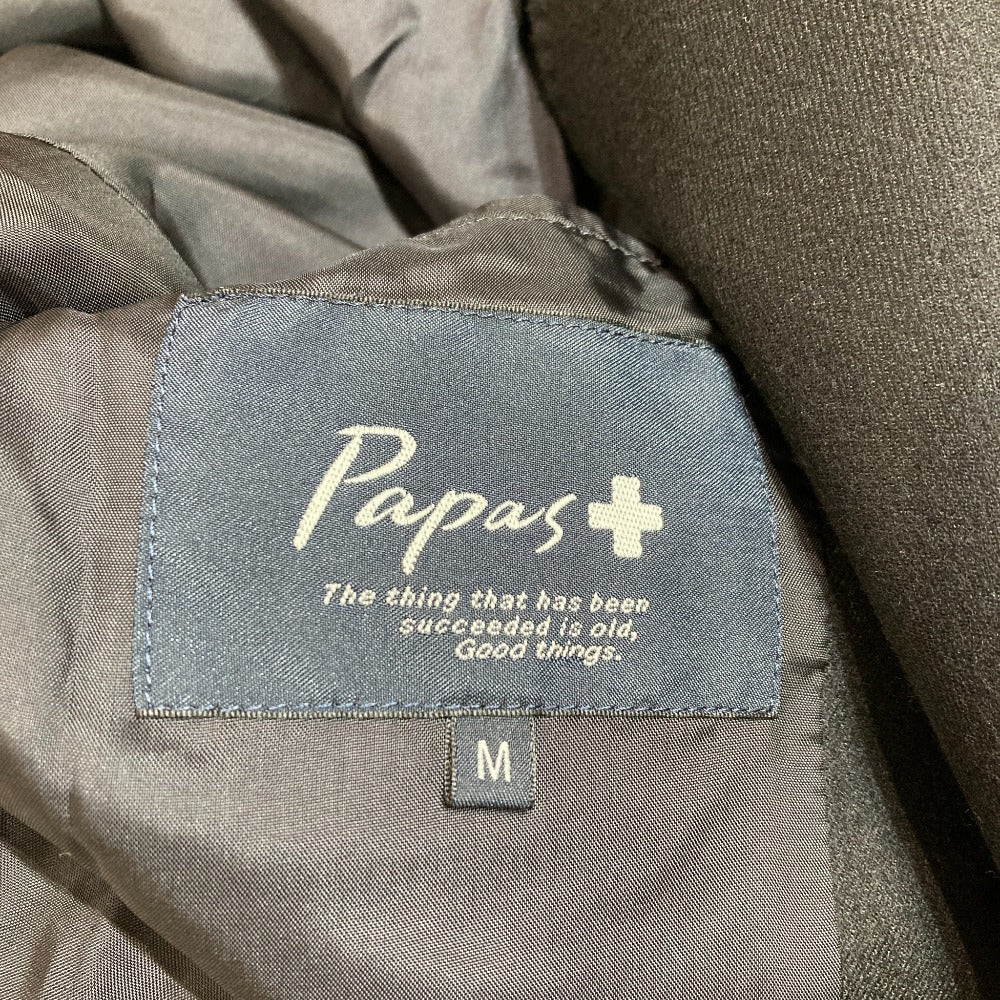 Papas+
The thing that has been
succeeded is old,
Good things.
M